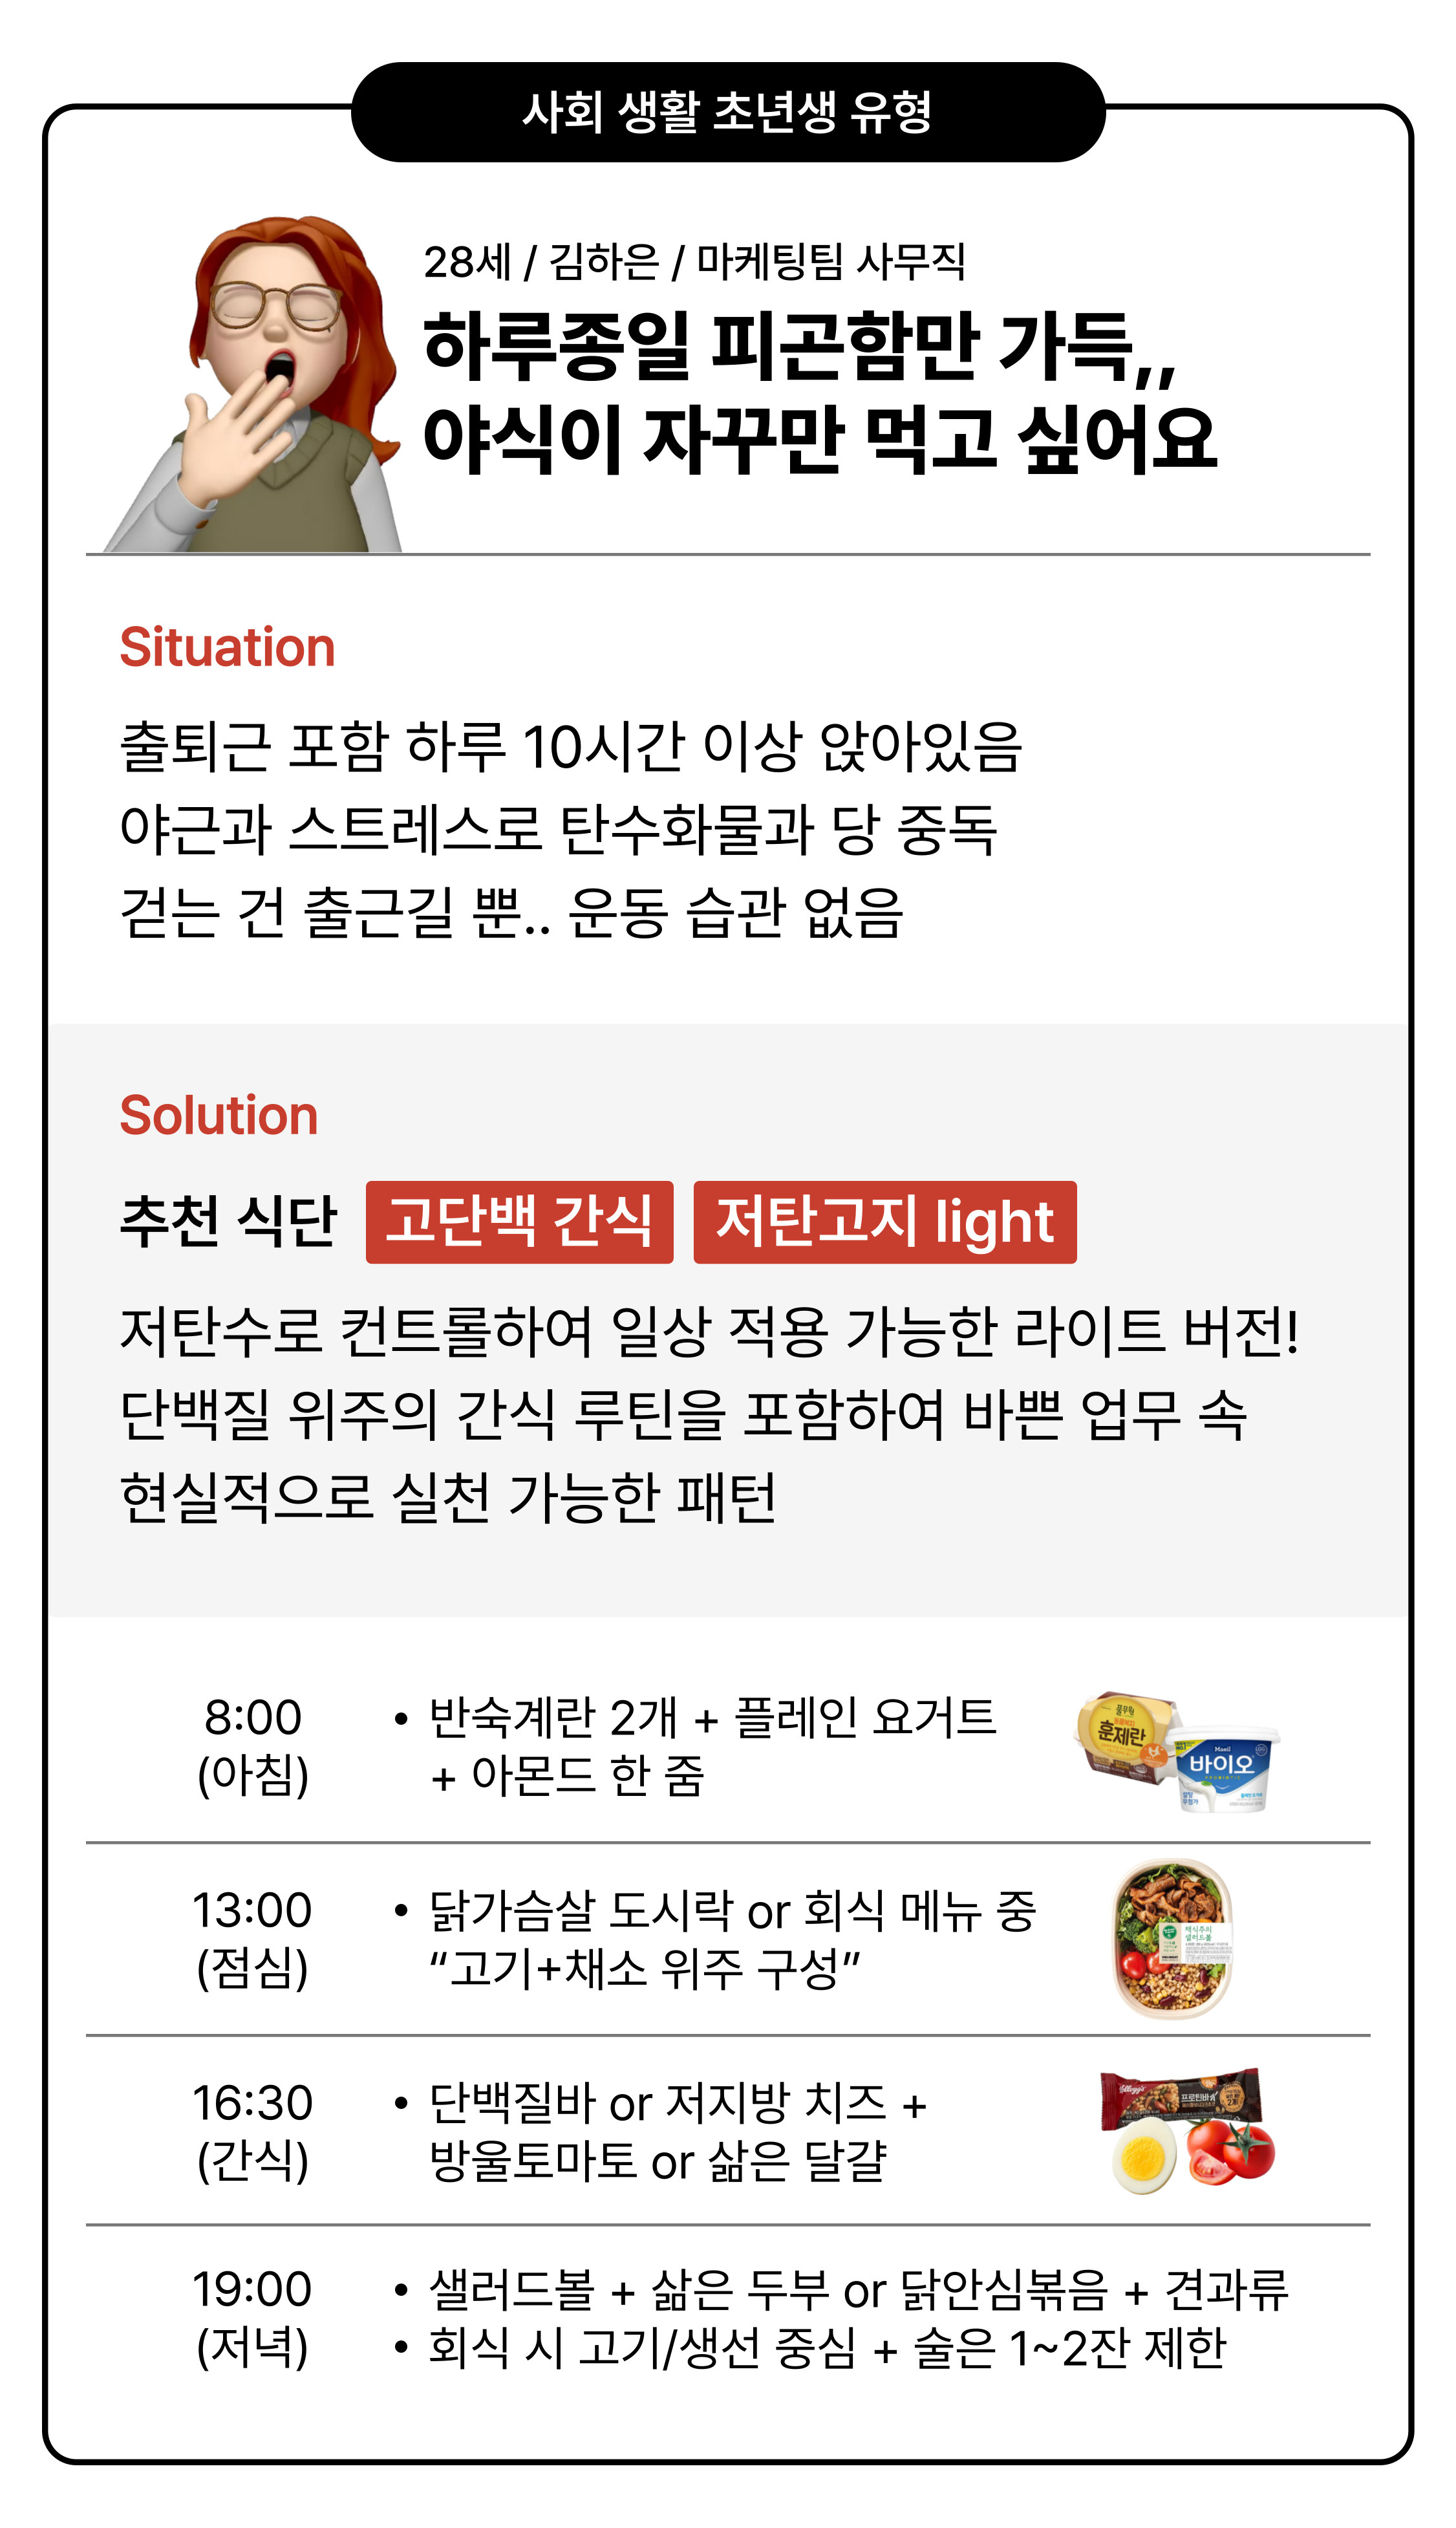 사회 생활 초년생 유형
28세 / 김하은 / 마케팅팀 사무직
하루종일 피곤함만 가득,,
야식이 자꾸만 먹고 싶어요
Situation
출퇴근 포함 하루 10시간 이상 앉아있음
야근과 스트레스로 탄수화물과 당 중독
걷는 건 출근길 뿐.. 운동 습관 없음
Solution
추천 식단 고단백 간식 저탄고지 light
저탄수로 컨트롤하여 일상 적용 가능한 라이트 버전!
단백질 위주의 간식 루틴을 포함하여 바쁜 업무 속
현실적으로 실천 가능한 패턴
8:00
(아침)
• 반숙계란 2개 + 플레인 요거트
+ 아몬드 한 줌
풀무원
훈제란
Maeil
바이오
PROBIOTIC
13:00
(점심)
• 닭가슴살 도시락 or 회식 메뉴 중
“고기+채소 위주 구성”
샐러드볼
16:30
(간식)
• 단백질바 or 저지방 치즈 +
방울토마토 or 삶은 달걀
Kellogg's
프로틴바
19:00
(저녁)
• 샐러드볼 + 삶은 두부 or 닭안심볶음 + 견과류
• 회식 시 고기/생선 중심 + 술은 1~2잔 제한